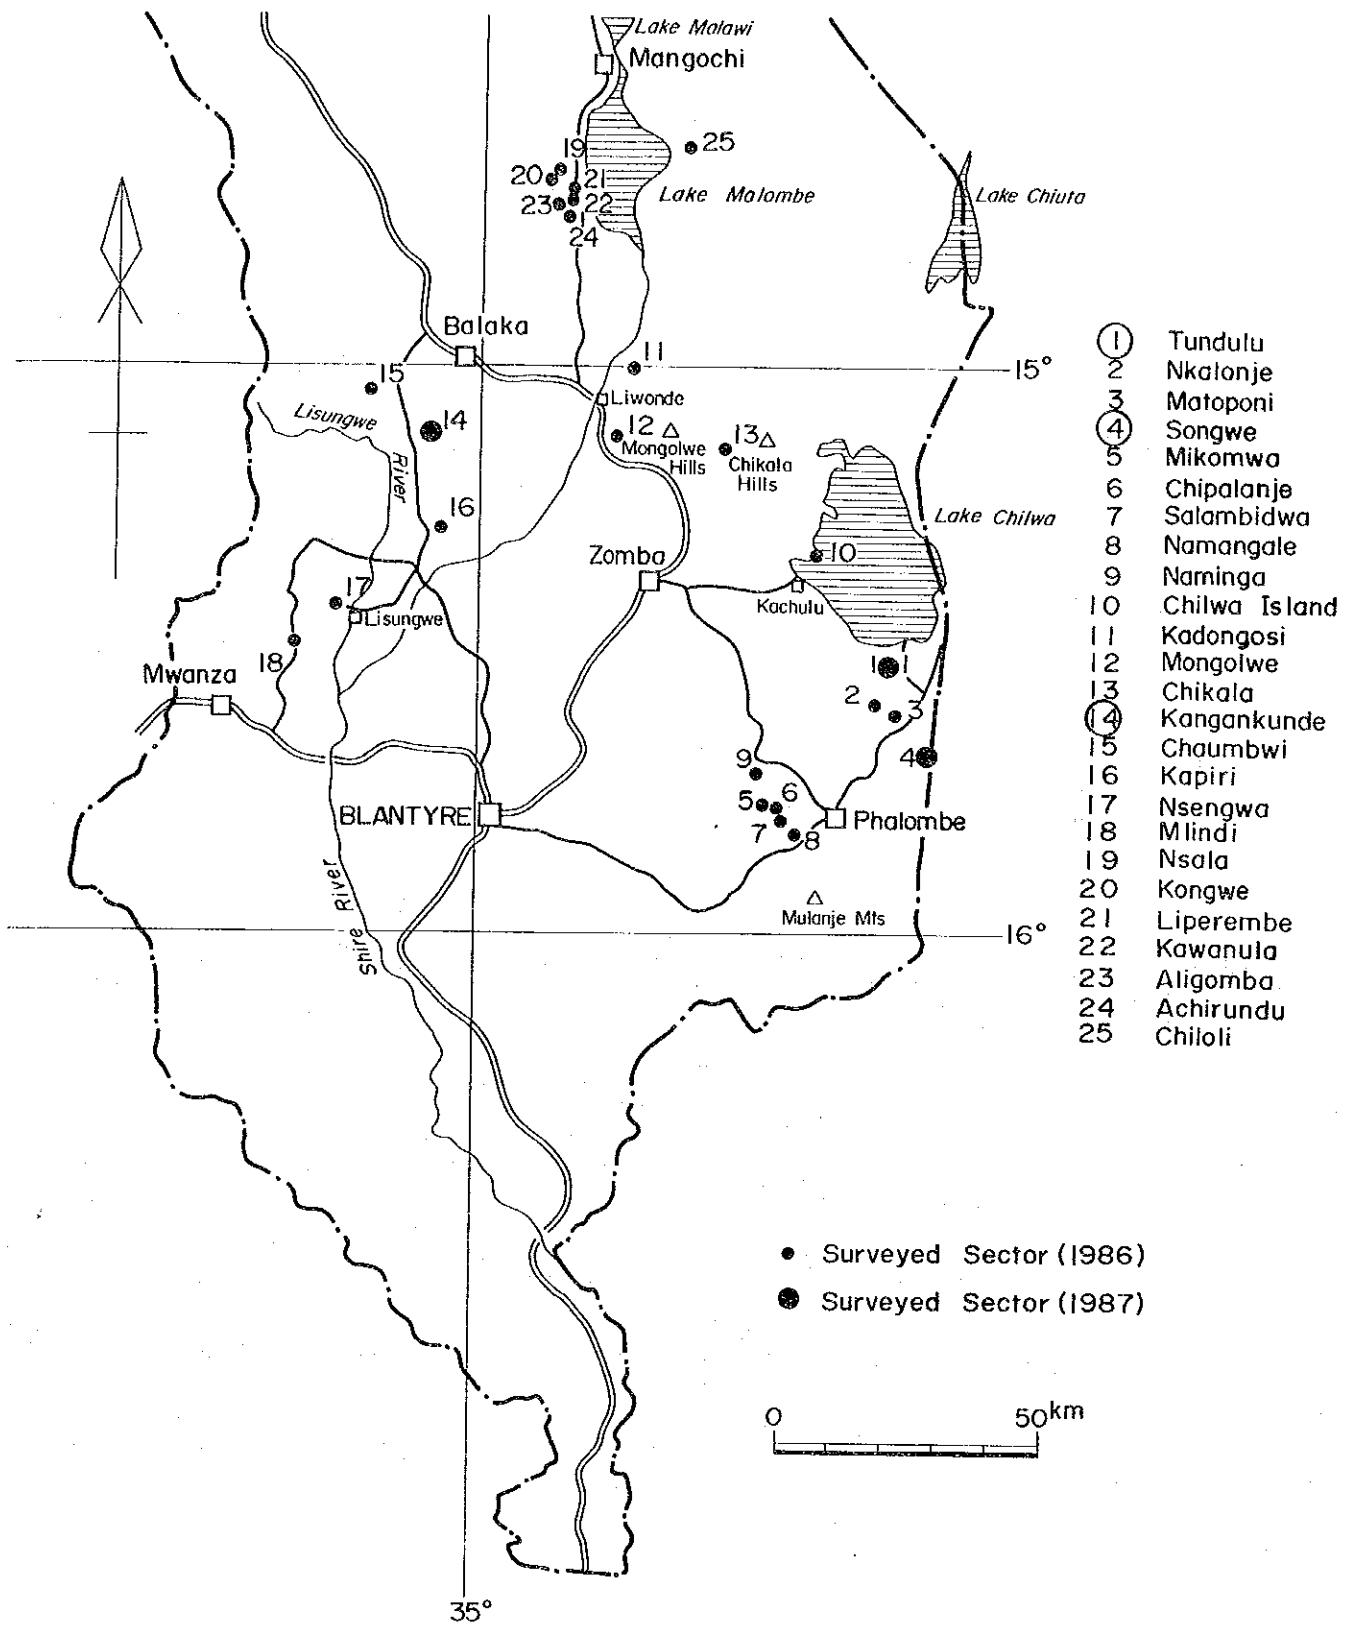 Lake Malawi
Mangochi
19
25
20
21
Lake Malombe
23
22
24
Lake Chiuta
Balaka
11
15°
15
Liwonde
Lisungwe
14
12
Mongolwe
Hills
13
Chikala
Hills
River
16
Lake Chilwa
Zomba
10
Kachulu
17
Lisungwe
18
Mwanza
1
2
3
4
9
5
6
7
8
BLANTYRE
Phalombe
Mulanje Mts
Shire River
16°
35°
1 Tundulu
2 Nkalonje
3 Matoponi
4 Songwe
5 Mikomwa
6 Chipalanje
7 Salambidwa
8 Namangale
9 Naminga
10 Chilwa Island
11 Kadongosi
12 Mongolwe
13 Chikala
14 Kangankunde
15 Chaumbwi
16 Kapiri
17 Nsengwa
18 Mlindi
19 Nsala
20 Kongwe
21 Liperembe
22 Kawanula
23 Aligomba
24 Achirundu
25 Chiloli
Surveyed Sector (1986)
Surveyed Sector (1987)
0 50km